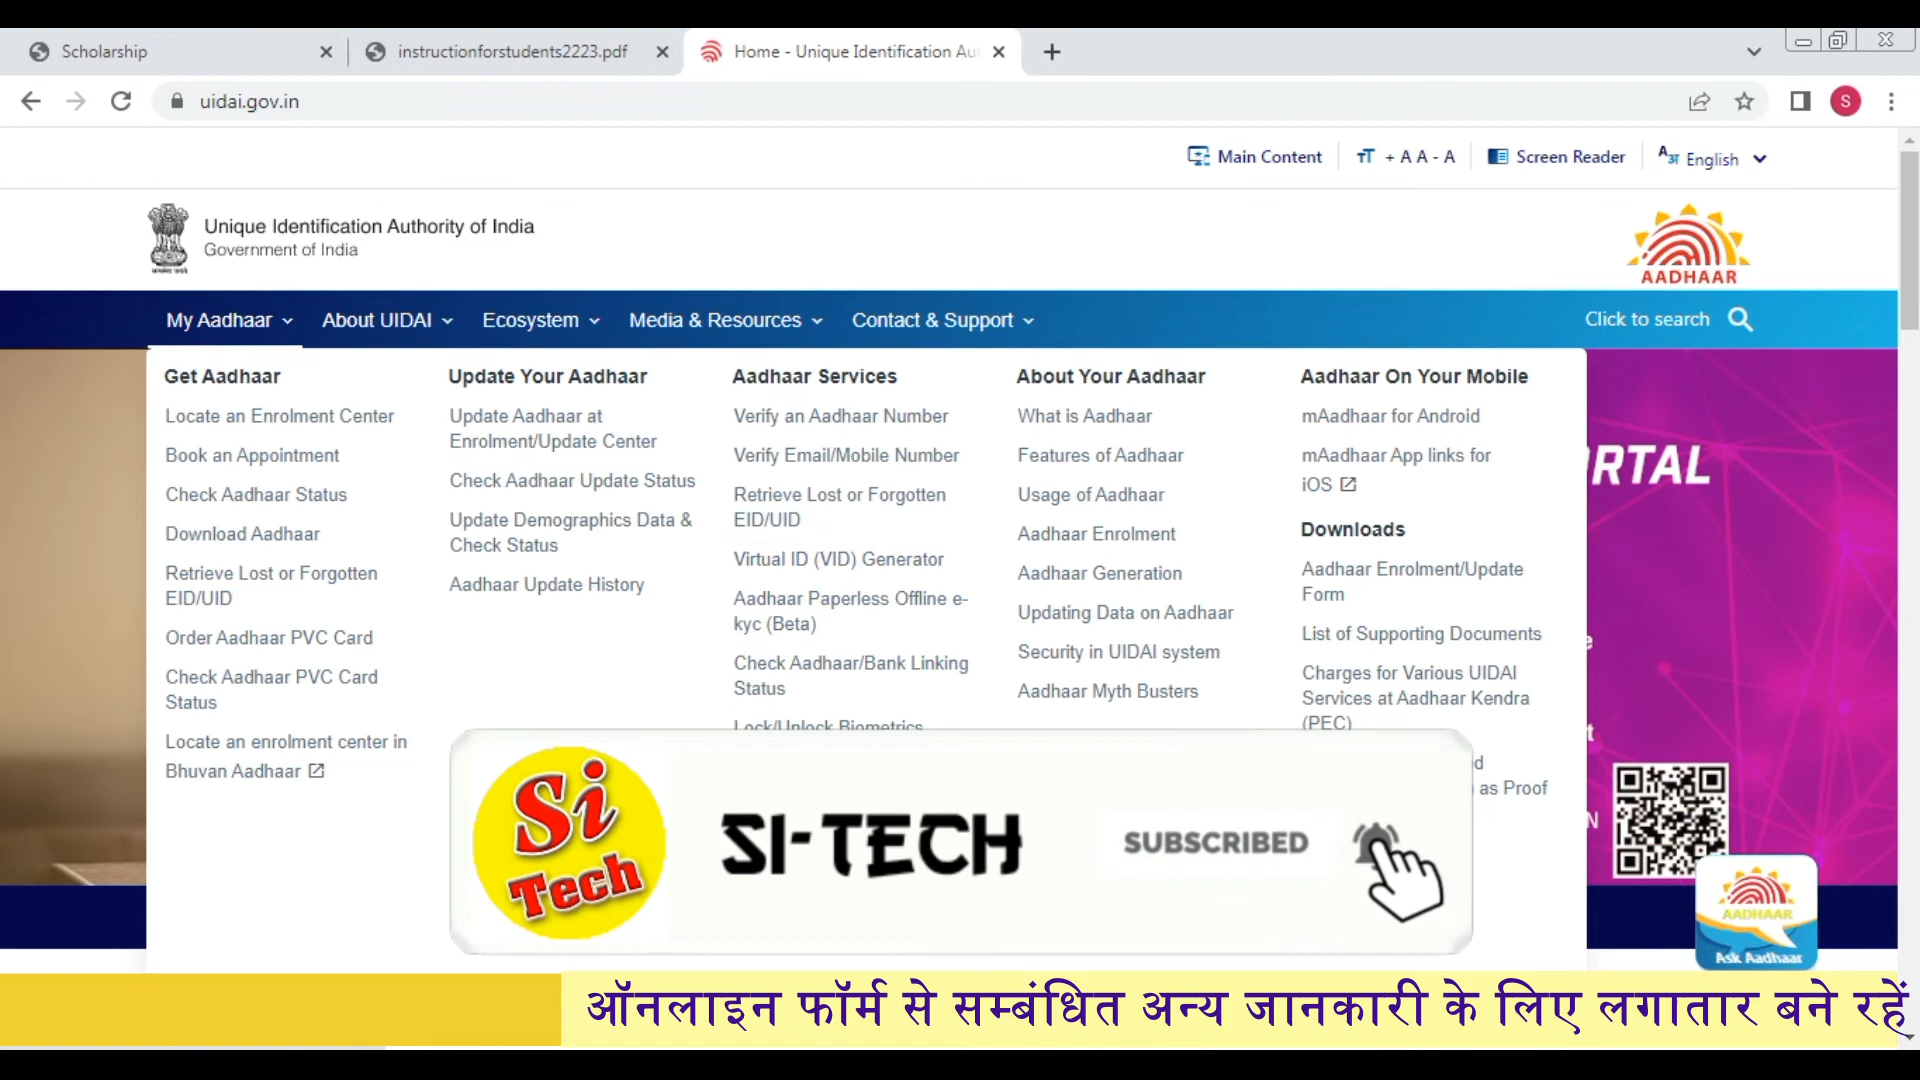 Scholarship
instructionforstudents2223.pdf
Home - Unique Identification Au
uidai.gov.in
S
Main Content
+ A A - A
Screen Reader
English
Unique Identification Authority of India
Government of India
AADHAAR
My Aadhaar
About UIDAI
Ecosystem
Media & Resources
Contact & Support
Click to search
Get Aadhaar
Locate an Enrolment Center
Book an Appointment
Check Aadhaar Status
Download Aadhaar
Retrieve Lost or Forgotten
EID/UID
Order Aadhaar PVC Card
Check Aadhaar PVC Card
Status
Locate an enrolment center in
Bhuvan Aadhaar
Update Your Aadhaar
Update Aadhaar at
Enrolment/Update Center
Check Aadhaar Update Status
Update Demographics Data &
Check Status
Aadhaar Update History
Aadhaar Services
Verify an Aadhaar Number
Verify Email/Mobile Number
Retrieve Lost or Forgotten
EID/UID
Virtual ID (VID) Generator
Aadhaar Paperless Offline e-
kyc (Beta)
Check Aadhaar/Bank Linking
Status
Lock/Unlock Biometrics
About Your Aadhaar
What is Aadhaar
Features of Aadhaar
Usage of Aadhaar
Aadhaar Enrolment
Aadhaar Generation
Updating Data on Aadhaar
Security in UIDAI system
Aadhaar Myth Busters
Aadhaar On Your Mobile
mAadhaar for Android
mAadhaar App links for
iOS
Downloads
Aadhaar Enrolment/Update
Form
List of Supporting Documents
Charges for Various UIDAI
Services at Aadhaar Kendra
(PEC)
as Proof
RTAL
Si
Tech
SI-TECH
SUBSCRIBED
AADHAAR
Ask Aadhaar
ऑनलाइन फॉर्म से सम्बंधित अन्य जानकारी के लिए लगातार बने रहें